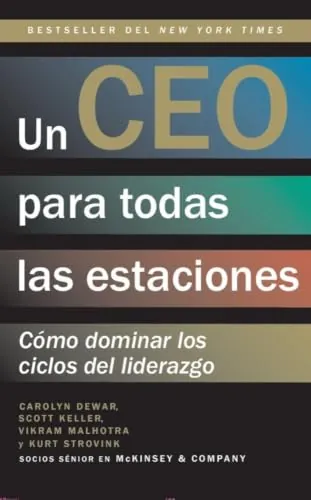 BESTSELLER DEL NEW YORK TIMES
Un CEO
para todas
las estaciones
Cómo dominar los
ciclos del liderazgo
CAROLYN DEWAR,
SCOTT KELLER,
VIKRAM MALHOTRA
Y KURT STROVINK
SOCIOS SÉNIOR EN McKINSEY & COMPANY